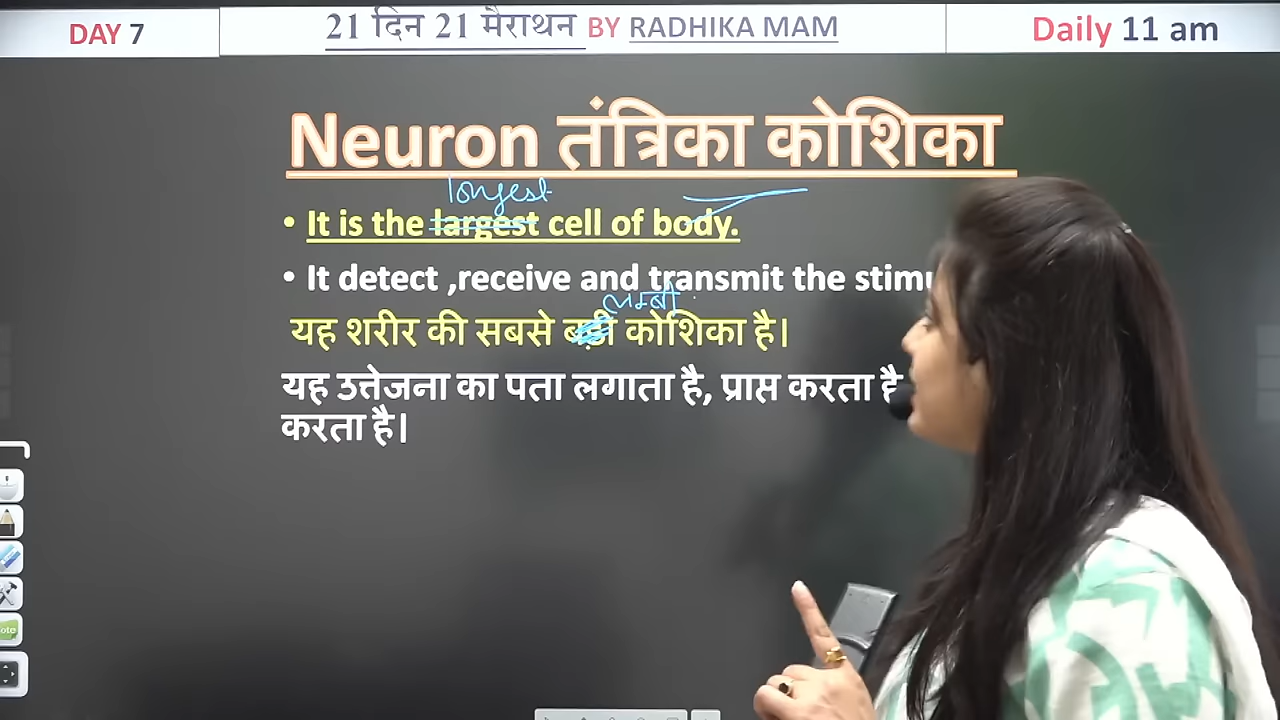 DAY 7
21 दिन 21 मैराथन BY RADHIKA MAM
Daily 11 am
Neuron तंत्रिका कोशिका
longest
• It is the largest cell of body.
• It detect ,receive and transmit the
लम्बी
यह शरीर की सबसे बड़ी कोशिका है।
यह उत्तेजना का पता लगाता है, प्राप्त करता है
करता है।